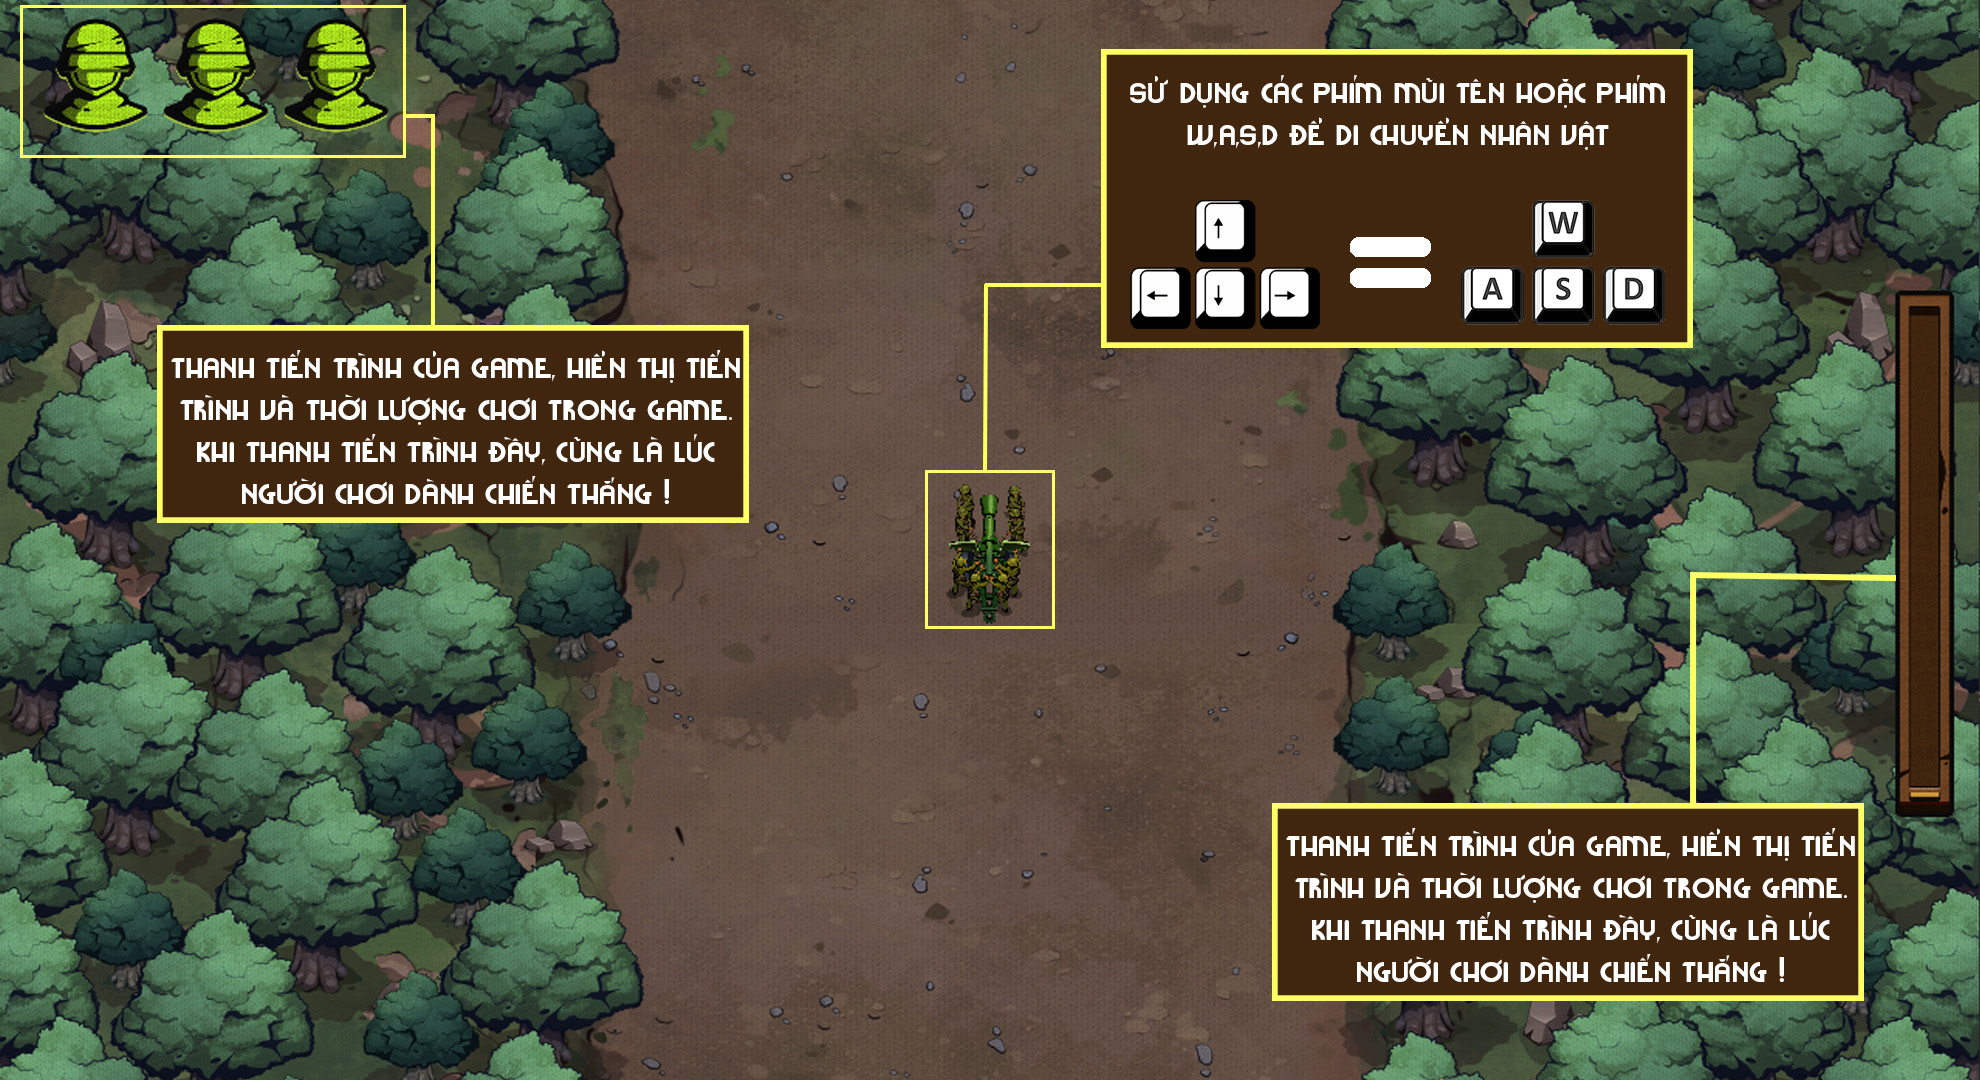 SỬ DỤNG CÁC PHÍM MŨI TÊN HOẶC PHÍM
W,A,S,D ĐỂ DI CHUYỂN NHÂN VẬT
W
A S D
THANH TIẾN TRÌNH CỦA GAME, HIỂN THỊ TIẾN
TRÌNH VÀ THỜI LƯỢNG CHƠI TRONG GAME.
KHI THANH TIẾN TRÌNH ĐẦY, CŨNG LÀ LÚC
NGƯỜI CHƠI DÀNH CHIẾN THẮNG !
THANH TIẾN TRÌNH CỦA GAME, HIỂN THỊ TIẾN
TRÌNH VÀ THỜI LƯỢNG CHƠI TRONG GAME.
KHI THANH TIẾN TRÌNH ĐẦY, CŨNG LÀ LÚC
NGƯỜI CHƠI DÀNH CHIẾN THẮNG !